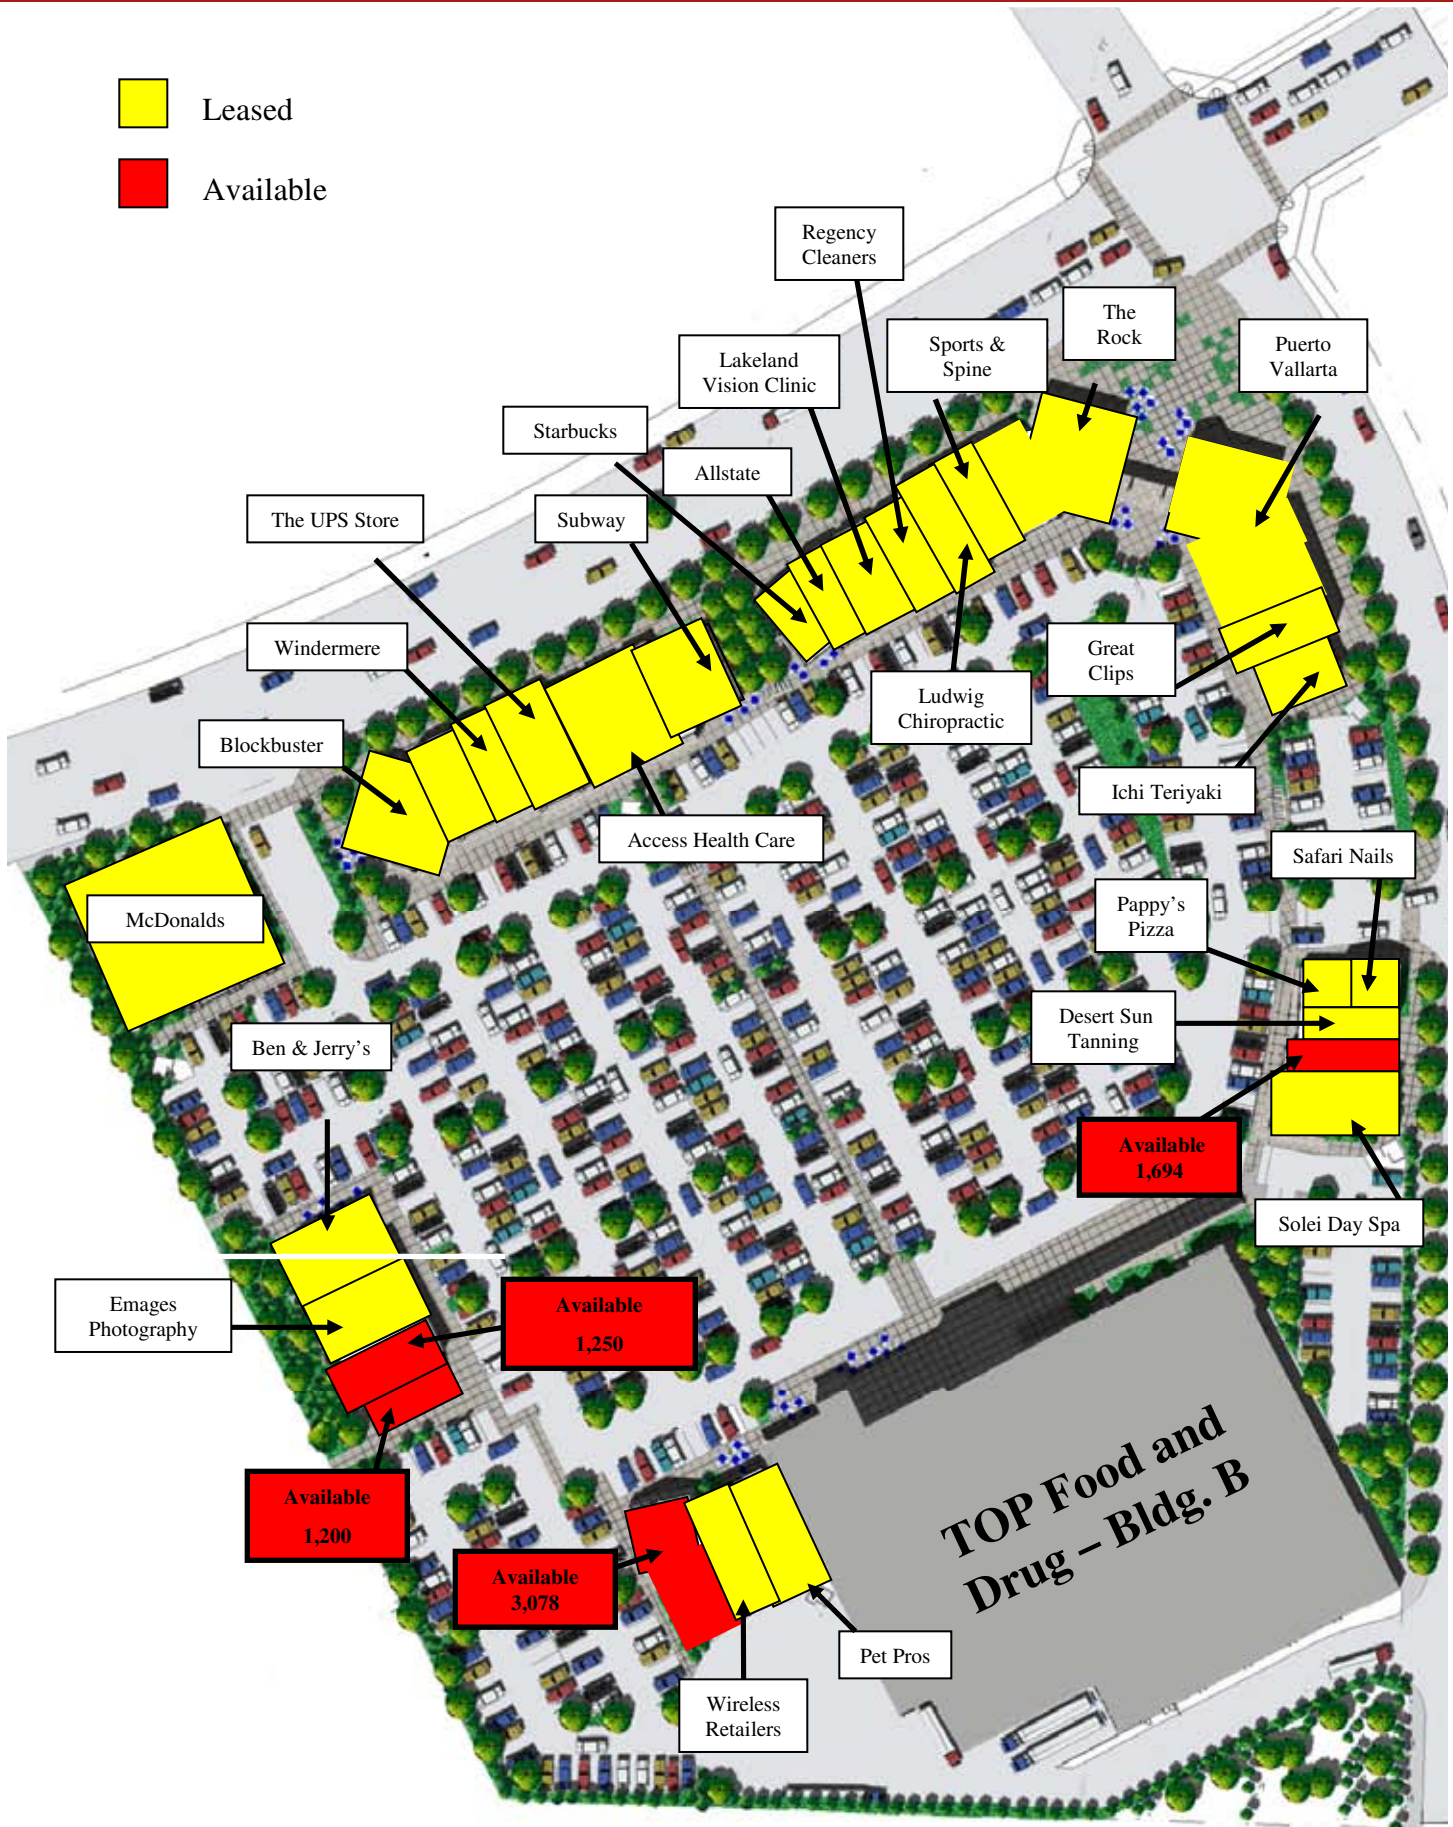 Leased
Available
Regency
Cleaners
The
Rock
Sports &
Spine
Puerto
Vallarta
Lakeland
Vision Clinic
Starbucks
Allstate
The UPS Store
Subway
Windermere
Great
Clips
Ludwig
Chiropractic
Blockbuster
Ichi Teriyaki
Access Health Care
Safari Nails
McDonalds
Pappy's
Pizza
Desert Sun
Tanning
Ben & Jerry's
Available
1,694
Solei Day Spa
Emages
Photography
Available
1,250
Available
1,200
TOP Food and
Drug – Bldg. B
Available
3,078
Pet Pros
Wireless
Retailers